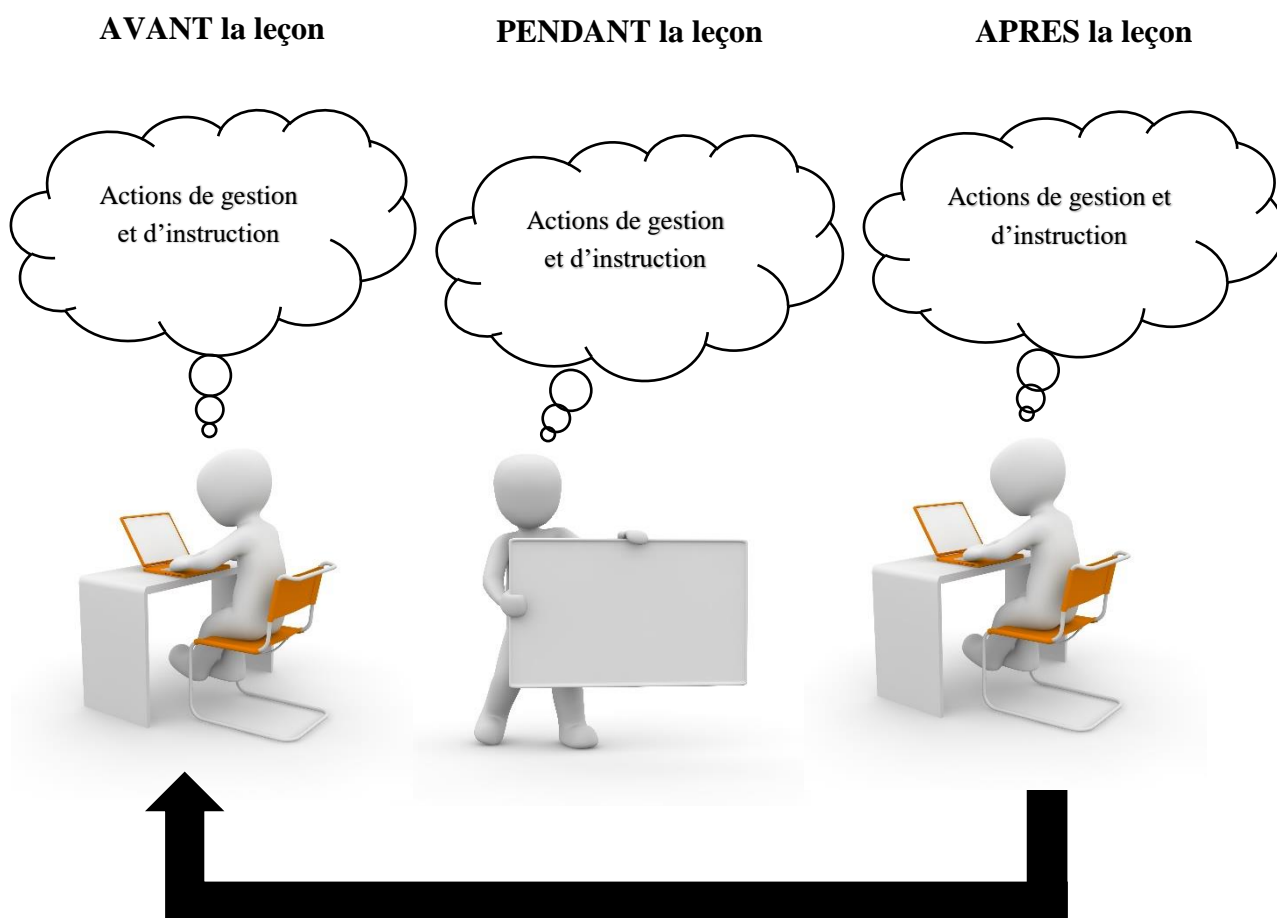 AVANT la leçon
PENDANT la leçon
APRES la leçon
Actions de gestion
et d’instruction
Actions de gestion
et d’instruction
Actions de gestion et
d’instruction